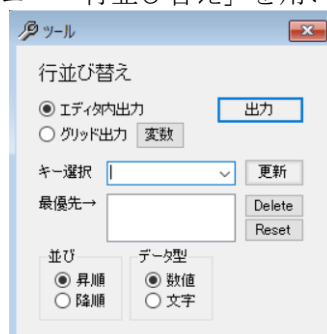 「行並び替え」を用い
ツール
行並び替え
エディタ内出力 出力
グリッド出力 変数
キー選択 更新
最優先→ Delete
Reset
並び データ型
昇順 数値
降順 文字